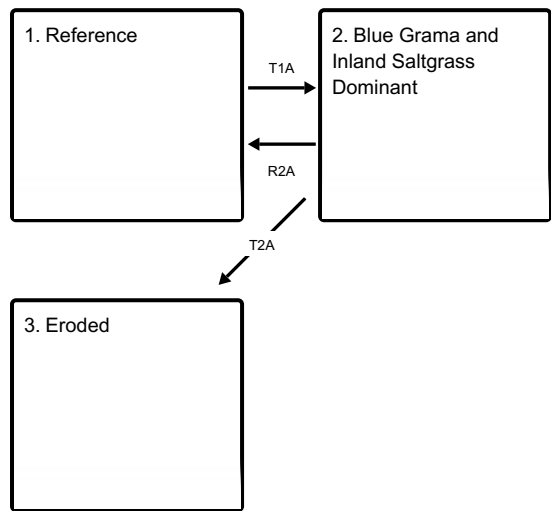 1. Reference
2. Blue Grama and
Inland Saltgrass
Dominant
T1A
R2A
T2A
3. Eroded